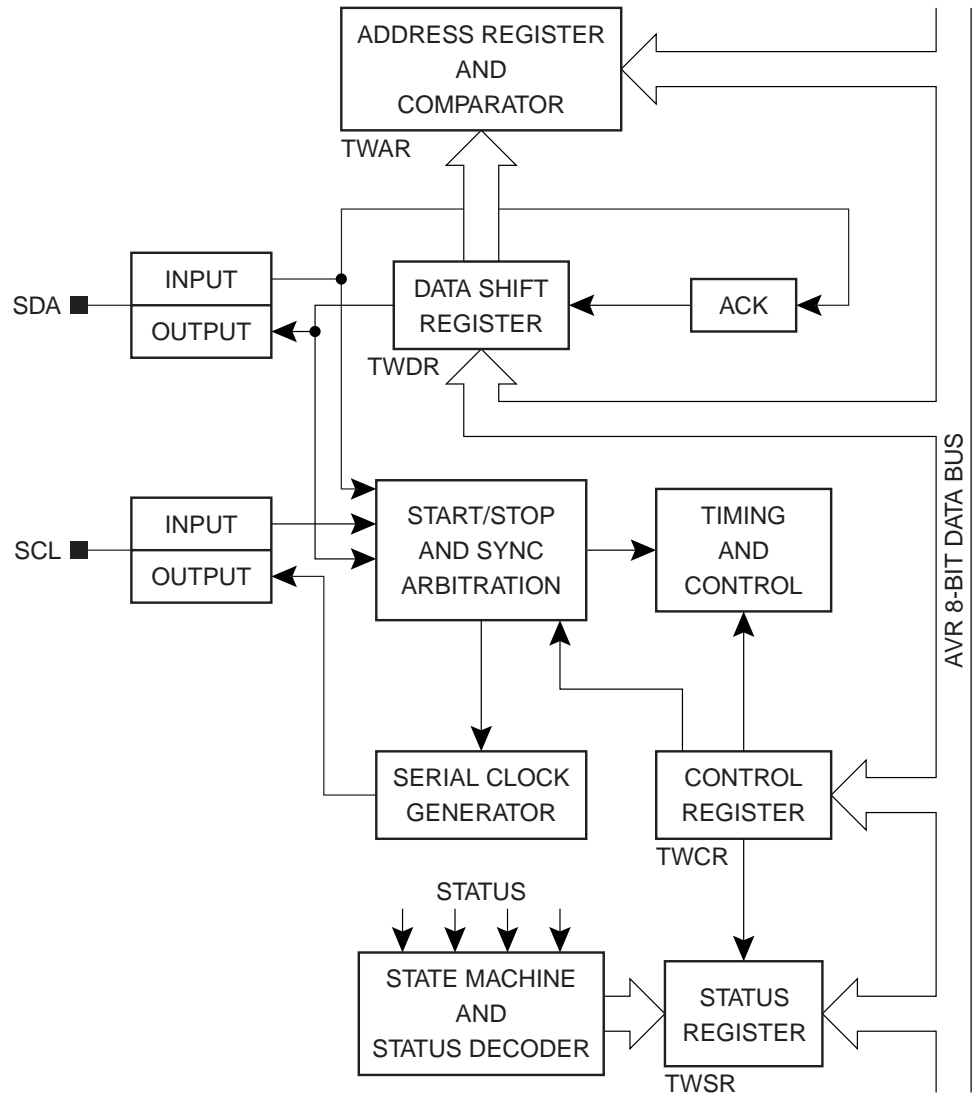 ADDRESS REGISTER
AND
COMPARATOR
TWAR
SDA
INPUT
OUTPUT
DATA SHIFT
REGISTER
TWDR
ACK
SCL
INPUT
OUTPUT
START/STOP
AND SYNC
ARBITRATION
TIMING
AND
CONTROL
AVR 8-BIT DATA BUS
SERIAL CLOCK
GENERATOR
CONTROL
REGISTER
TWCR
STATUS
STATE MACHINE
AND
STATUS DECODER
STATUS
REGISTER
TWSR